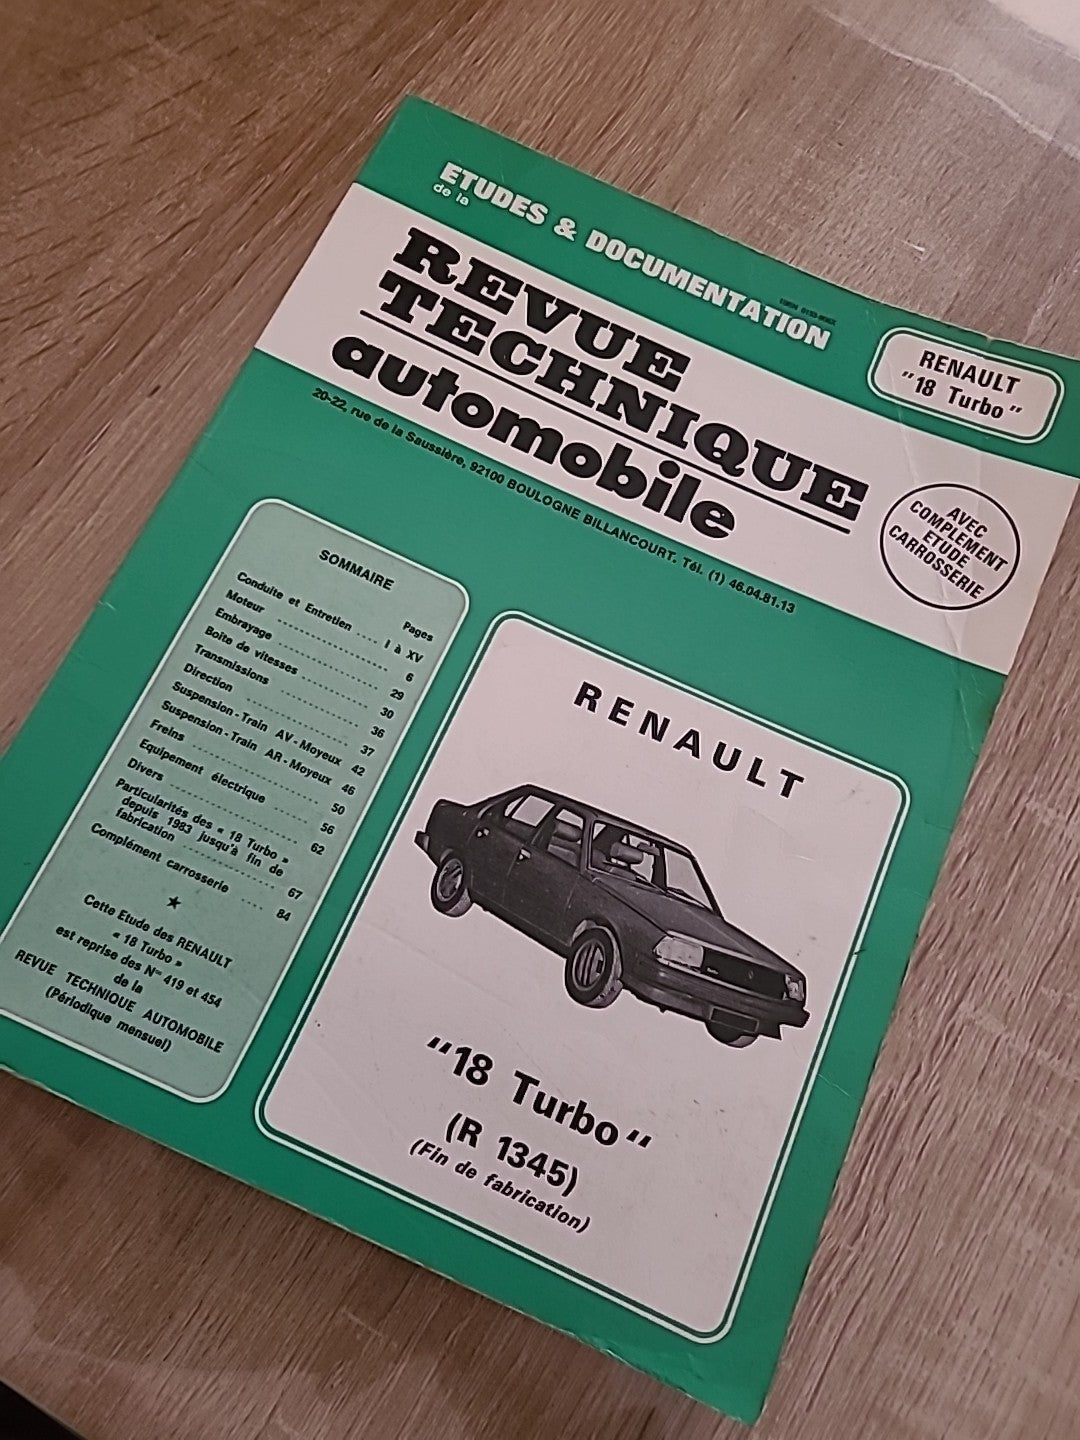 ETUDES & DOCUMENTATION
de la
REVUE
TECHNIQUE
automobile
20-22, rue de la Saussière, 92100 BOULOGNE BILLANCOURT. Tél. (1) 46.04.81.13
RENAULT
"18 Turbo"
AVEC
COMPLEMENT
ETUDE
CARROSSERIE
SOMMAIRE
Pages
Conduite et Entretien .... I à XV
Moteur .................... 6
Embrayage .................... 29
Boîte de vitesses .................... 30
Transmissions .................... 36
Direction .................... 37
Suspension - Train AV - Moyeux 42
Suspension - Train AR - Moyeux 46
Freins .................... 50
Equipement électrique .................... 56
Divers .................... 62
Particularités des « 18 Turbo »
depuis 1983 jusqu'à fin de
fabrication .................... 67
Complément carrosserie .... 84
★
Cette Etude des RENAULT
« 18 Turbo »
est reprise des Nos 419 et 454
de la
REVUE TECHNIQUE AUTOMOBILE
(Périodique mensuel)
RENAULT
"18 Turbo"
(R 1345)
(Fin de fabrication)